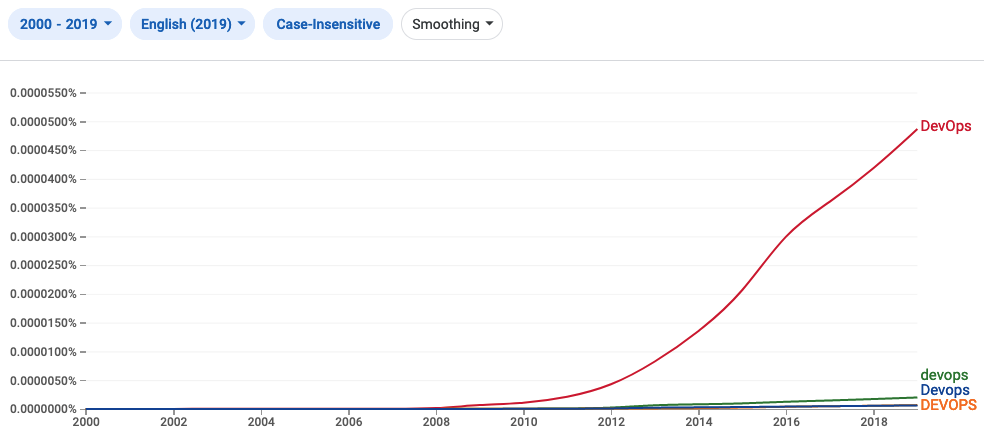 2000 - 2019 English (2019) Case-Insensitive Smoothing
0.0000550%
0.0000500%
DevOps
0.0000450%
0.0000400%
0.0000350%
0.0000300%
0.0000250%
0.0000200%
0.0000150%
0.0000100%
0.0000050%
devops
Devops
DEVOPS
0.0000000%
2000 2002 2004 2006 2008 2010 2012 2014 2016 2018